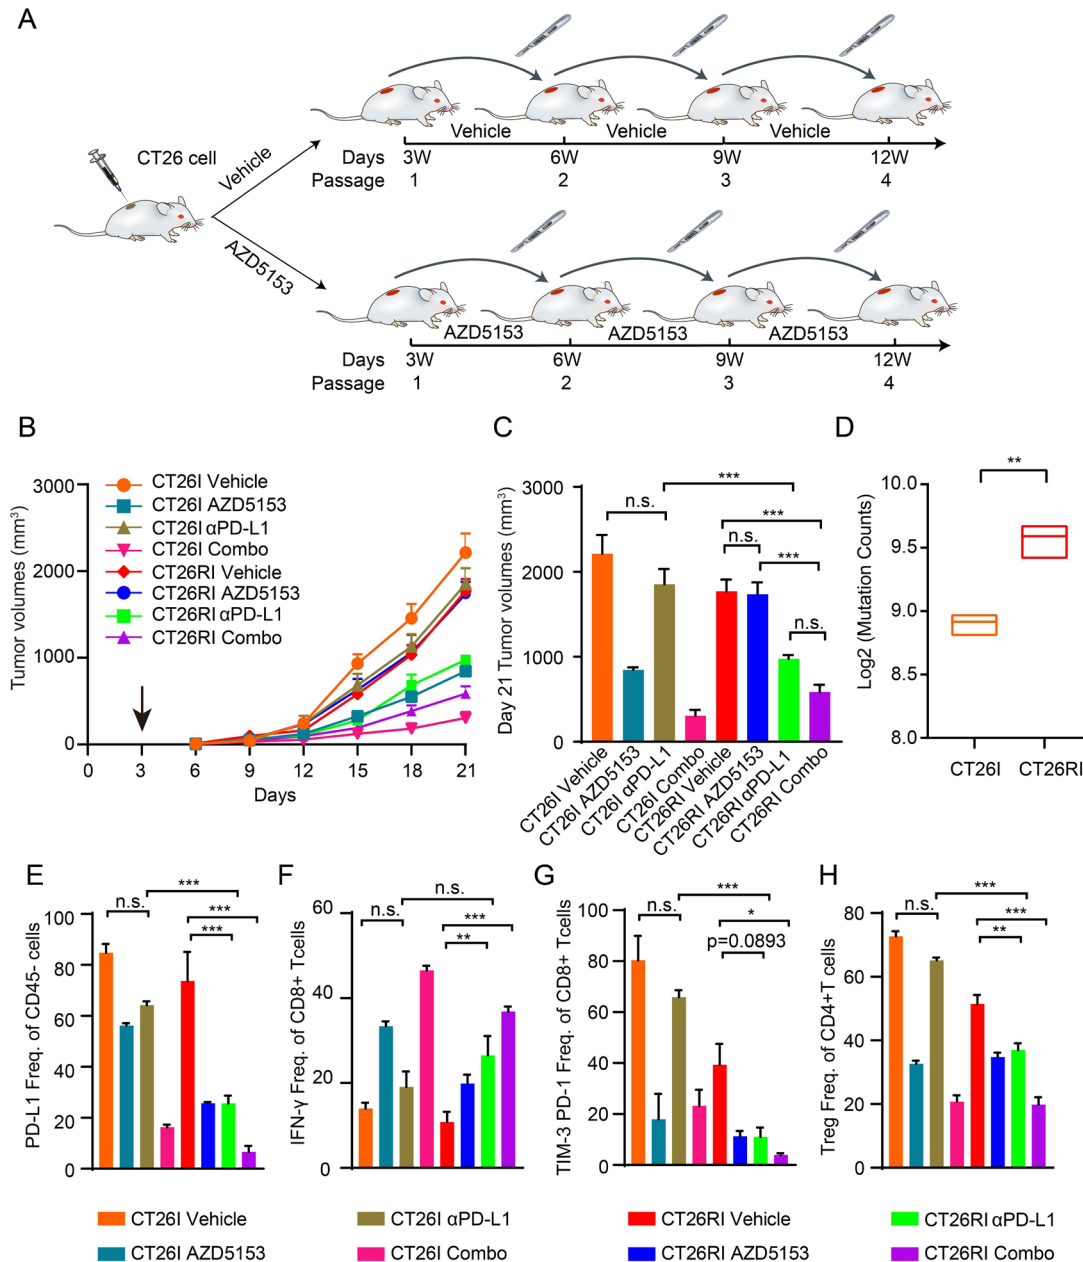 A
CT26 cell
Vehicle
Vehicle Vehicle Vehicle
Days 3W 6W 9W 12W
Passage 1 2 3 4
AZD5153
AZD5153 AZD5153 AZD5153
Days 3W 6W 9W 12W
Passage 1 2 3 4
B
Tumor volumes (mm³)
3000
2000
1000
0
CT26I Vehicle
CT26I AZD5153
CT26I αPD-L1
CT26I Combo
CT26RI Vehicle
CT26RI AZD5153
CT26RI αPD-L1
CT26RI Combo
0 3 6 9 12 15 18 21
Days
C
Day 21 Tumor volumes (mm³)
3000
2000
1000
0
***
n.s.
***
n.s.
***
n.s.
CT26I Vehicle
CT26I AZD5153
CT26I αPD-L1
CT26I Combo
CT26RI Vehicle
CT26RI AZD5153
CT26RI αPD-L1
CT26RI Combo
D
Log2 (Mutation Counts)
10.0
9.5
9.0
8.5
8.0
**
CT26I CT26RI
E
PD-L1 Freq. of CD45- cells
100
80
60
40
20
0
***
n.s.
***
***
F
IFN-γ Freq. of CD8+ Tcells
60
40
20
0
n.s.
n.s.
***
**
G
TIM-3 PD-1 Freq. of CD8+ Tcells
100
80
60
40
20
0
***
n.s.
*
p=0.0893
H
Treg Freq. of CD4+T cells
80
60
40
20
0
***
n.s.
***
**
CT26I Vehicle CT26I αPD-L1 CT26RI Vehicle CT26RI αPD-L1
CT26I AZD5153 CT26I Combo CT26RI AZD5153 CT26RI Combo